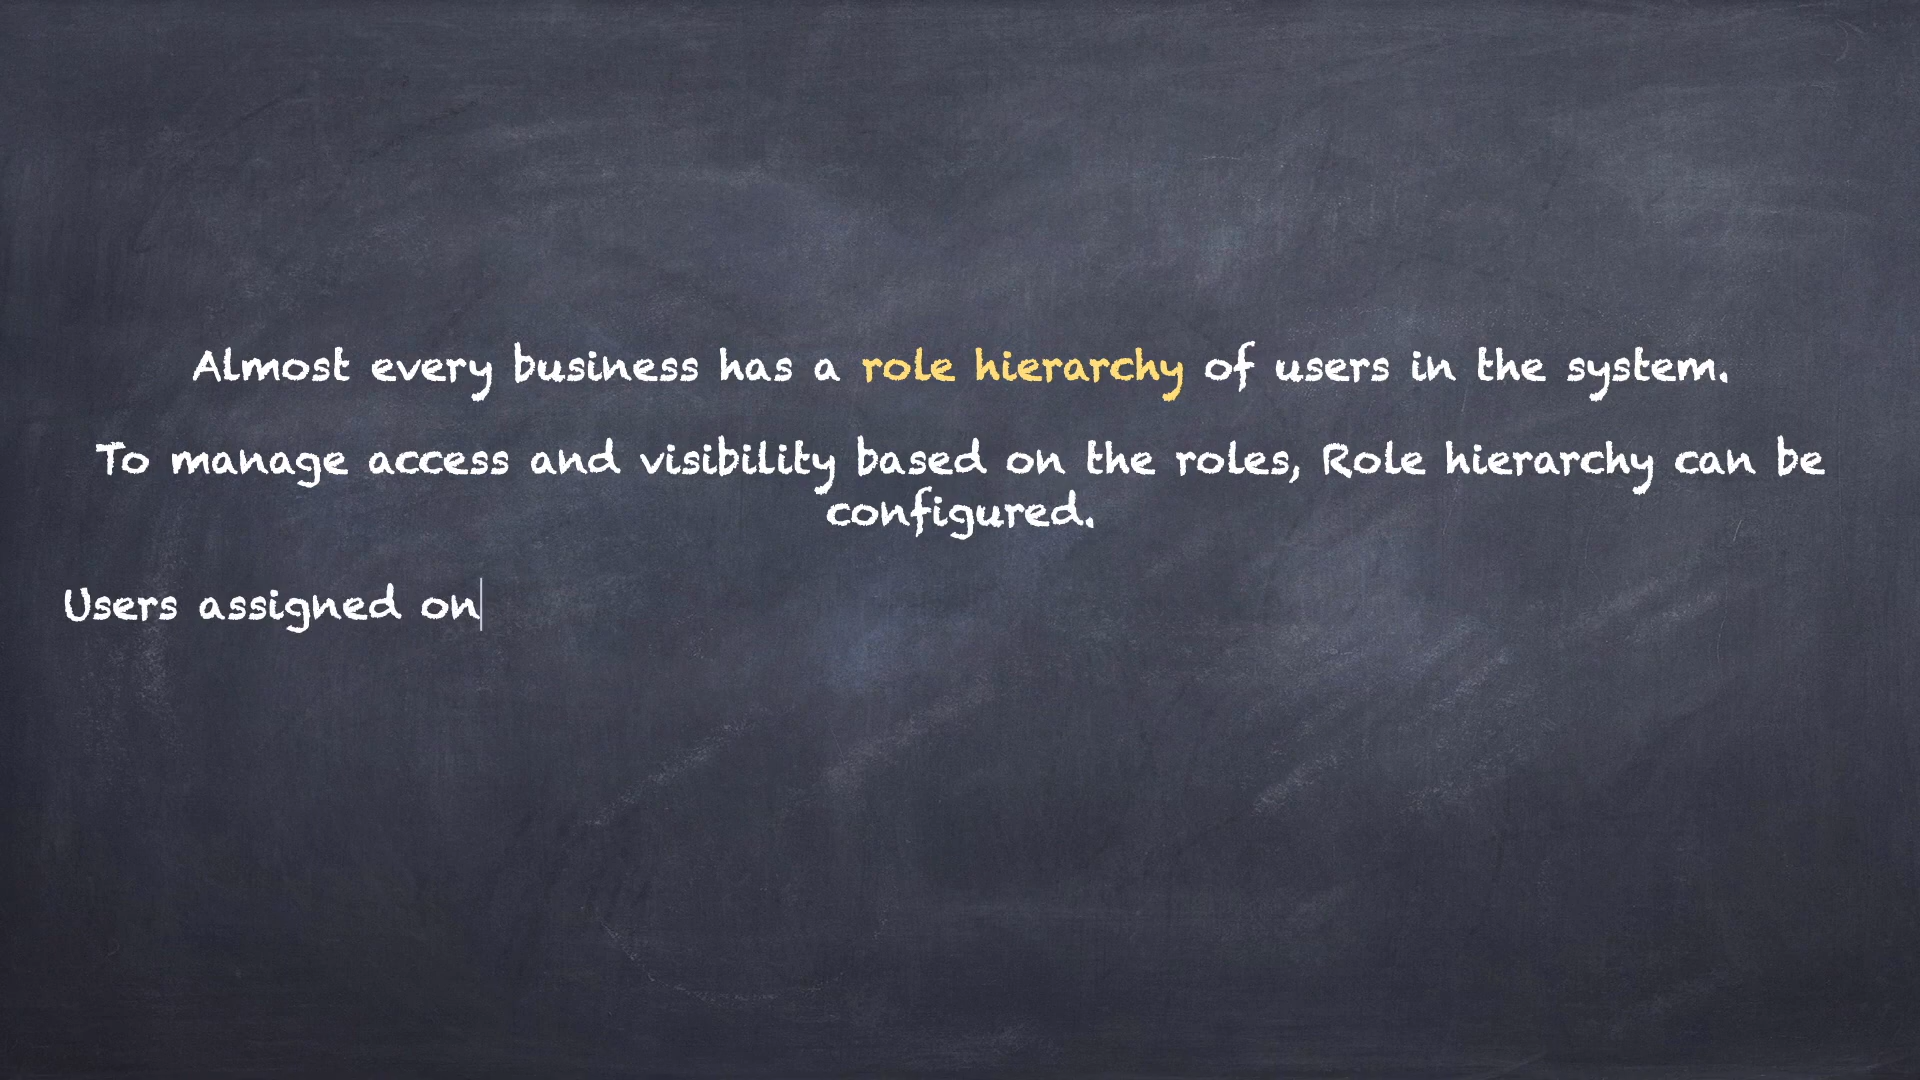 Almost every business has a role hierarchy of users in the system.
To manage access and visibility based on the roles, Role hierarchy can be
configured.
Users assigned on